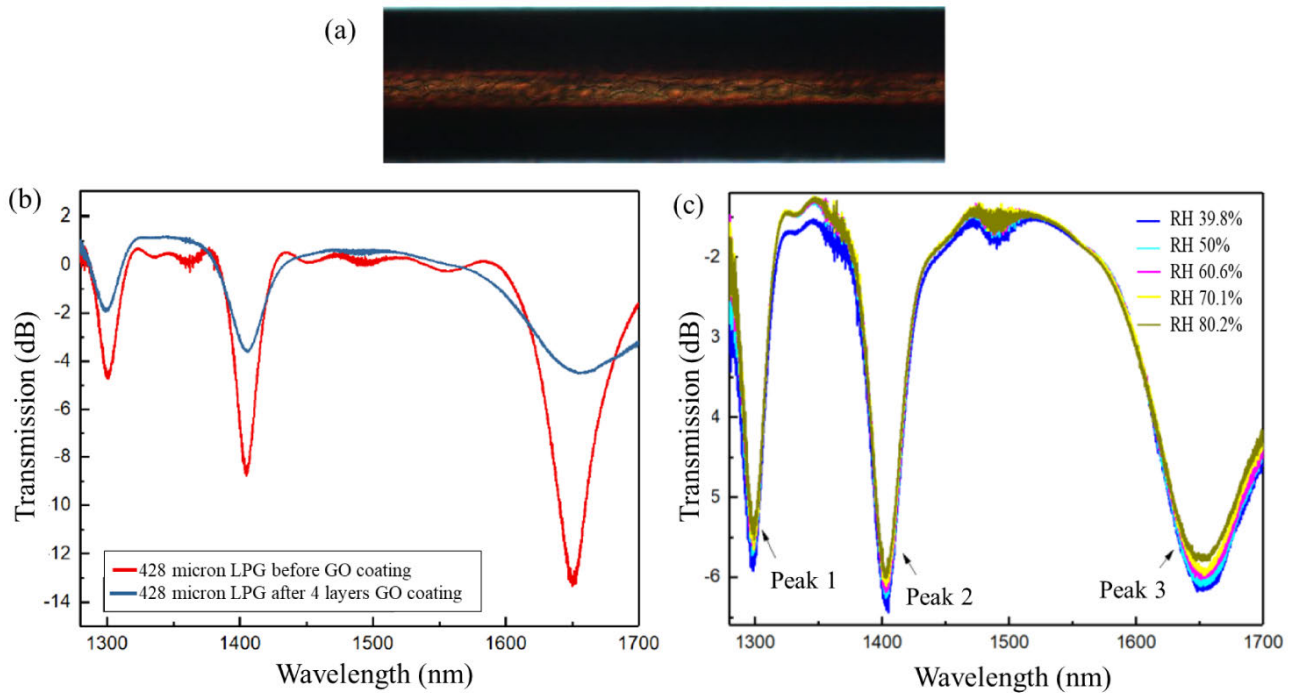 (a)
(b)
2
0
-2
-4
-6
-8
-10
-12
-14
Transmission (dB)
428 micron LPG before GO coating
428 micron LPG after 4 layers GO coating
1300
1400
1500
1600
1700
Wavelength (nm)
(c)
-2
3
4
5
-6
Transmission (dB)
RH 39.8%
RH 50%
RH 60.6%
RH 70.1%
RH 80.2%
Peak 1
Peak 2
Peak 3
1300
1400
1500
1600
1700
Wavelength (nm)